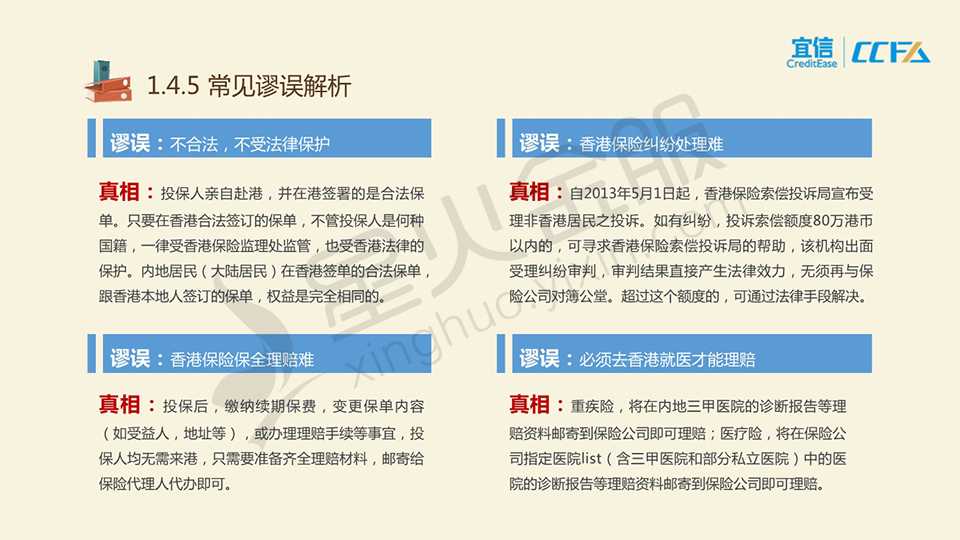 宜信
CreditEase
CCFA
1.4.5 常见谬误解析
谬误：不合法，不受法律保护
真相：投保人亲自赴港，并在港签署的是合法保
单。只要在香港合法签订的保单，不管投保人是何种
国籍，一律受香港保险监理处监管，也受香港法律的
保护。内地居民（大陆居民）在香港签单的合法保单，
跟香港本地人签订的保单，权益是完全相同的。
谬误：香港保险纠纷处理难
真相：自2013年5月1日起，香港保险索偿投诉局宣布受
理非香港居民之投诉。如有纠纷，投诉索偿额度80万港币
以内的，可寻求香港保险索偿投诉局的帮助，该机构出面
受理纠纷审判，审判结果直接产生法律效力，无须再与保
险公司对簿公堂。超过这个额度的，可通过法律手段解决。
谬误：香港保险保全理赔难
真相：投保后，缴纳续期保费，变更保单内容
（如受益人，地址等），或办理理赔手续等事宜，投
保人均无需来港，只需要准备齐全理赔材料，邮寄给
保险代理人代办即可。
谬误：必须去香港就医才能理赔
真相：重疾险，将在内地三甲医院的诊断报告等理
赔资料邮寄到保险公司即可理赔；医疗险，将在保险公
司指定医院list（含三甲医院和部分私立医院）中的医
院的诊断报告等理赔资料邮寄到保险公司即可理赔。
星火金服
xinghuo.yixin.com